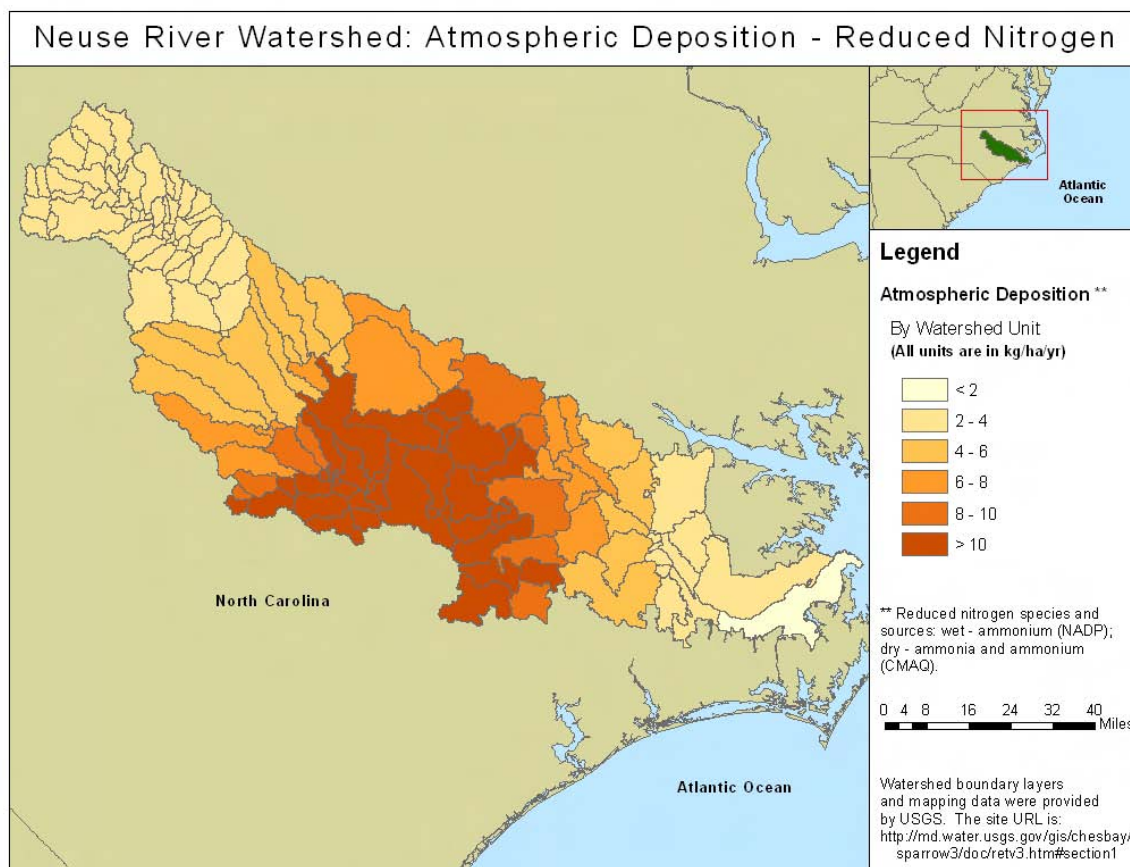 Neuse River Watershed: Atmospheric Deposition - Reduced Nitrogen
Atlantic
Ocean
Legend
Atmospheric Deposition **
By Watershed Unit
(All units are in kg/ha/yr)
< 2
2 - 4
4 - 6
6 - 8
8 - 10
> 10
North Carolina
** Reduced nitrogen species and
sources: wet - ammonium (NADP);
dry - ammonia and ammonium
(CMAQ).
0 4 8 16 24 32 40
Miles
Atlantic Ocean
Watershed boundary layers
and mapping data were provided
by USGS. The site URL is:
http://md.water.usgs.gov/gis/chesbay/
sparrow3/doc/retv3.htm#section1